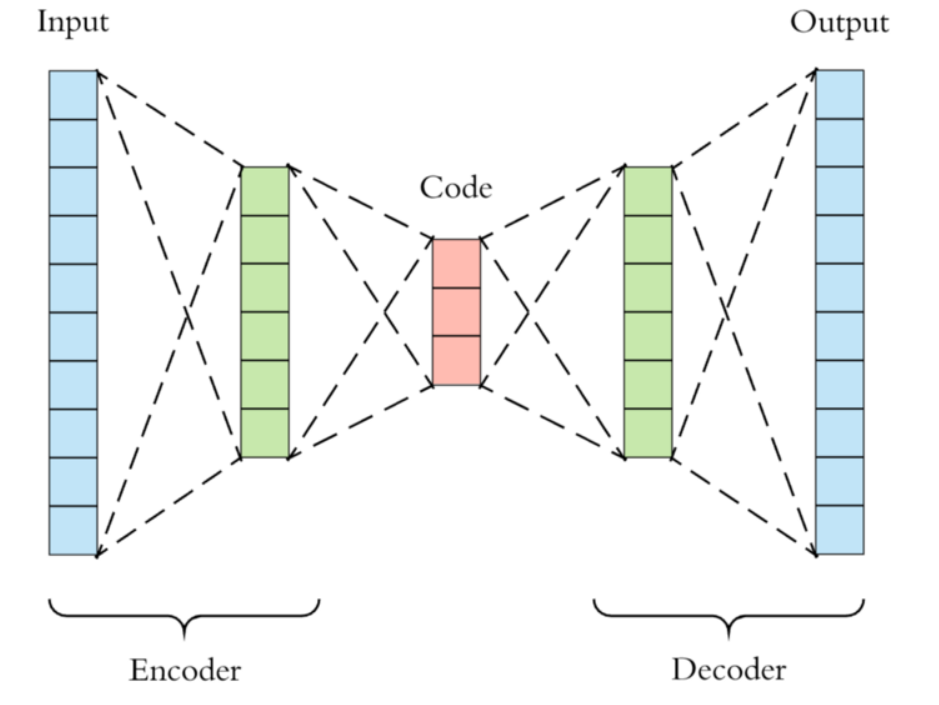 Input
Output
Code
Encoder
Decoder